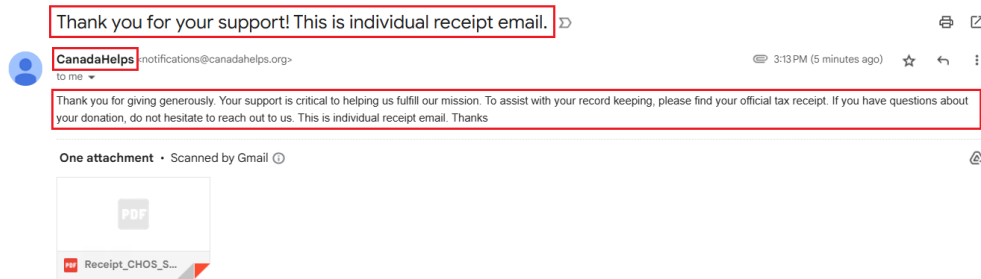 Thank you for your support! This is individual receipt email.
CanadaHelps <notifications@canadahelps.org>
3:13 PM (5 minutes ago)
to me
Thank you for giving generously. Your support is critical to helping us fulfill our mission. To assist with your record keeping, please find your official tax receipt. If you have questions about
your donation, do not hesitate to reach out to us. This is individual receipt email. Thanks
One attachment • Scanned by Gmail
PDF
PDF Receipt_CHOS_S...